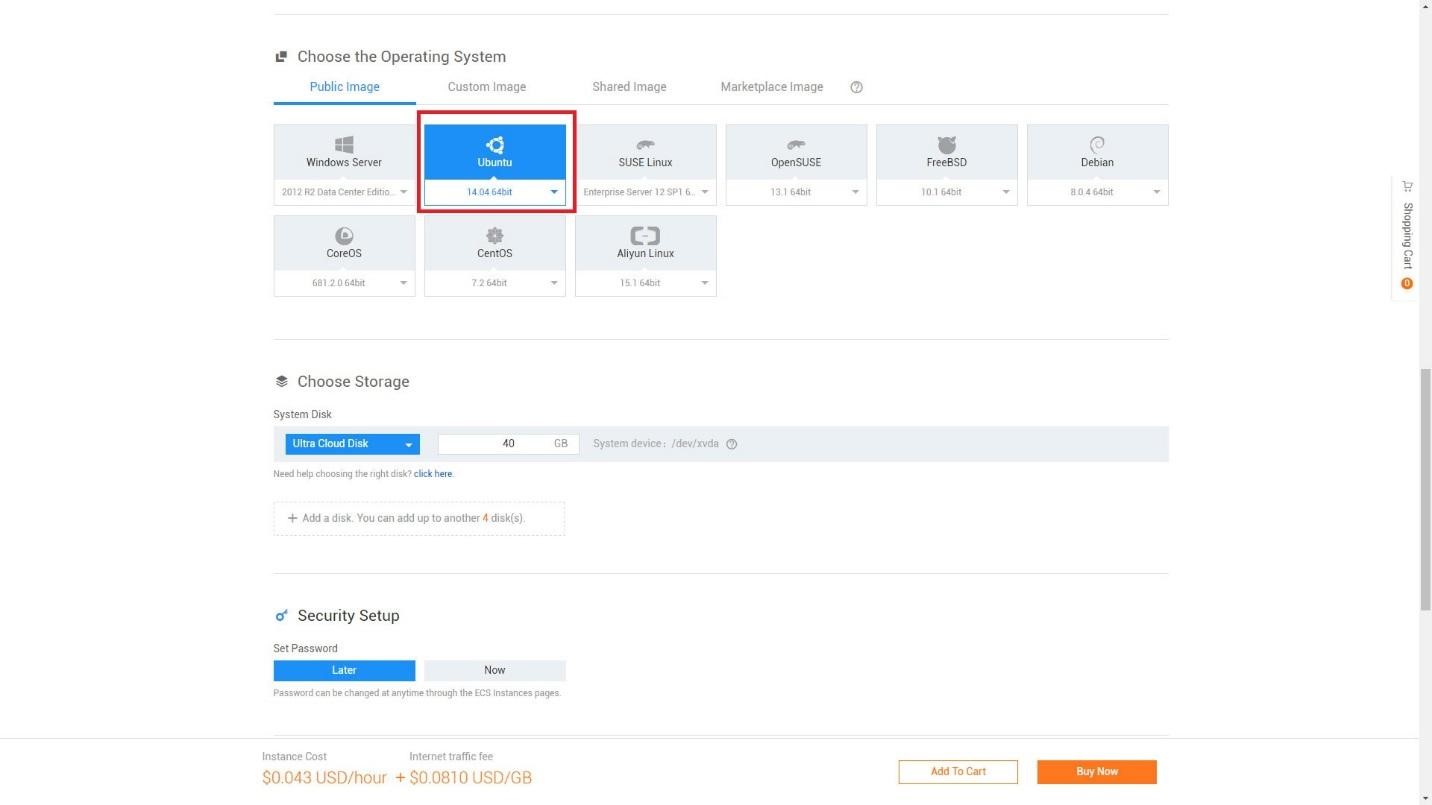 Choose the Operating System
Public Image
Custom Image
Shared Image
Marketplace Image
Windows Server
Ubuntu
SUSE Linux
OpenSUSE
FreeBSD
Debian
2012 R2 Data Center Editio...
14.04 64bit
Enterprise Server 12 SP1 6..
13.1 64bit
10.1 64bit
8.0.4 64bit
CoreOS
CentOS
Aliyun Linux
681.2.0 64bit
7.2 64bit
15.1 64bit
Shopping Cart
0
Choose Storage
System Disk
Ultra Cloud Disk
40 GB
System device : /dev/xvda
Need help choosing the right disk? click here.
+ Add a disk. You can add up to another 4 disk(s).
Security Setup
Set Password
Later
Now
Password can be changed at anytime through the ECS Instances pages.
Instance Cost
Internet traffic fee
$0.043 USD/hour + $0.0810 USD/GB
Add To Cart
Buy Now